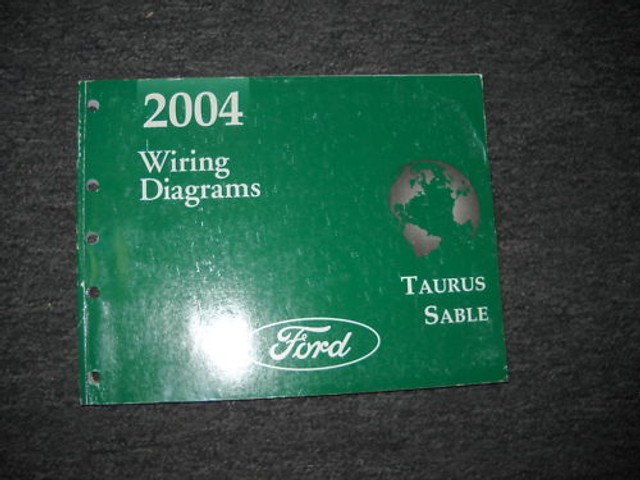 2004
Wiring
Diagrams
TAURUS
SABLE
Ford